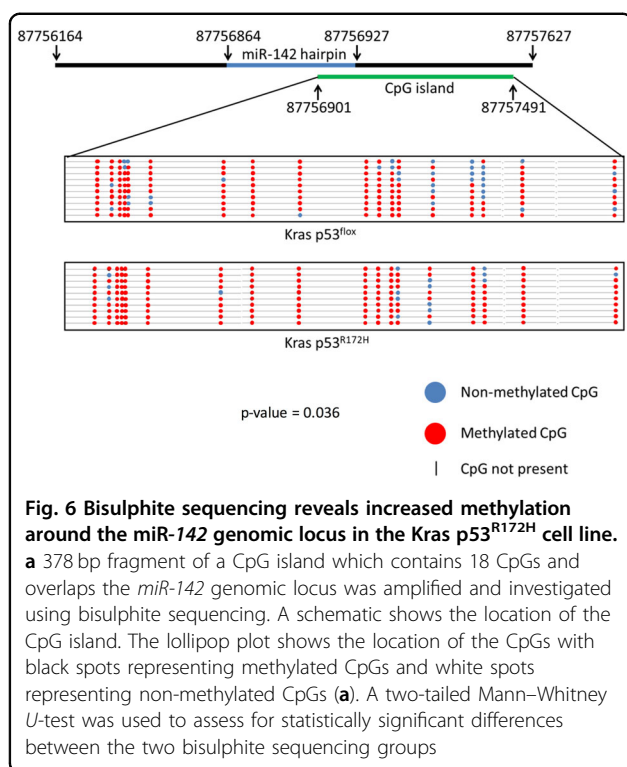 87756164 87756864 87756927 87757627
miR-142 hairpin
CpG island
87756901 87757491
Kras p53flox
Kras p53R172H
p-value = 0.036
Non-methylated CpG
Methylated CpG
CpG not present
Fig. 6 Bisulphite sequencing reveals increased methylation
around the miR-142 genomic locus in the Kras p53R172H cell line.
a 378 bp fragment of a CpG island which contains 18 CpGs and
overlaps the miR-142 genomic locus was amplified and investigated
using bisulphite sequencing. A schematic shows the location of the
CpG island. The lollipop plot shows the location of the CpGs with
black spots representing methylated CpGs and white spots
representing non-methylated CpGs (a). A two-tailed Mann–Whitney
U-test was used to assess for statistically significant differences
between the two bisulphite sequencing groups